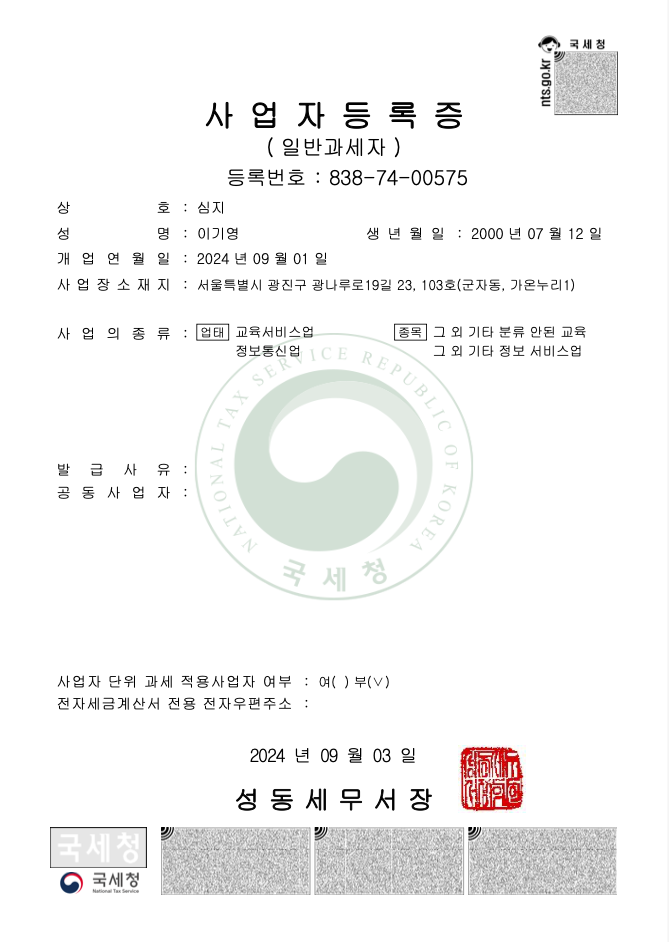 국세청
nts.go.kr
사업자등록증
( 일반과세자 )
등록번호 : 838-74-00575
상 호 : 심지
성 명 : 이기영 생 년 월 일 : 2000 년 07 월 12 일
개 업 연 월 일 : 2024 년 09 월 01 일
사 업 장 소 재 지 : 서울특별시 광진구 광나루로19길 23, 103호(군자동, 가온누리1)
사 업 의 종 류 : 업태 교육서비스업 종목 그 외 기타 분류 안된 교육
정보통신업 그 외 기타 정보 서비스업
NATIONAL TAX SERVICE REPUBLIC OF KOREA
발 급 사 유 :
공 동 사 업 자 :
국세청
사업자 단위 과세 적용사업자 여부 : 여( ) 부(∨)
전자세금계산서 전용 전자우편주소 :
2024 년 09 월 03 일
성동세무서장
국세청
국세청
National Tax Service